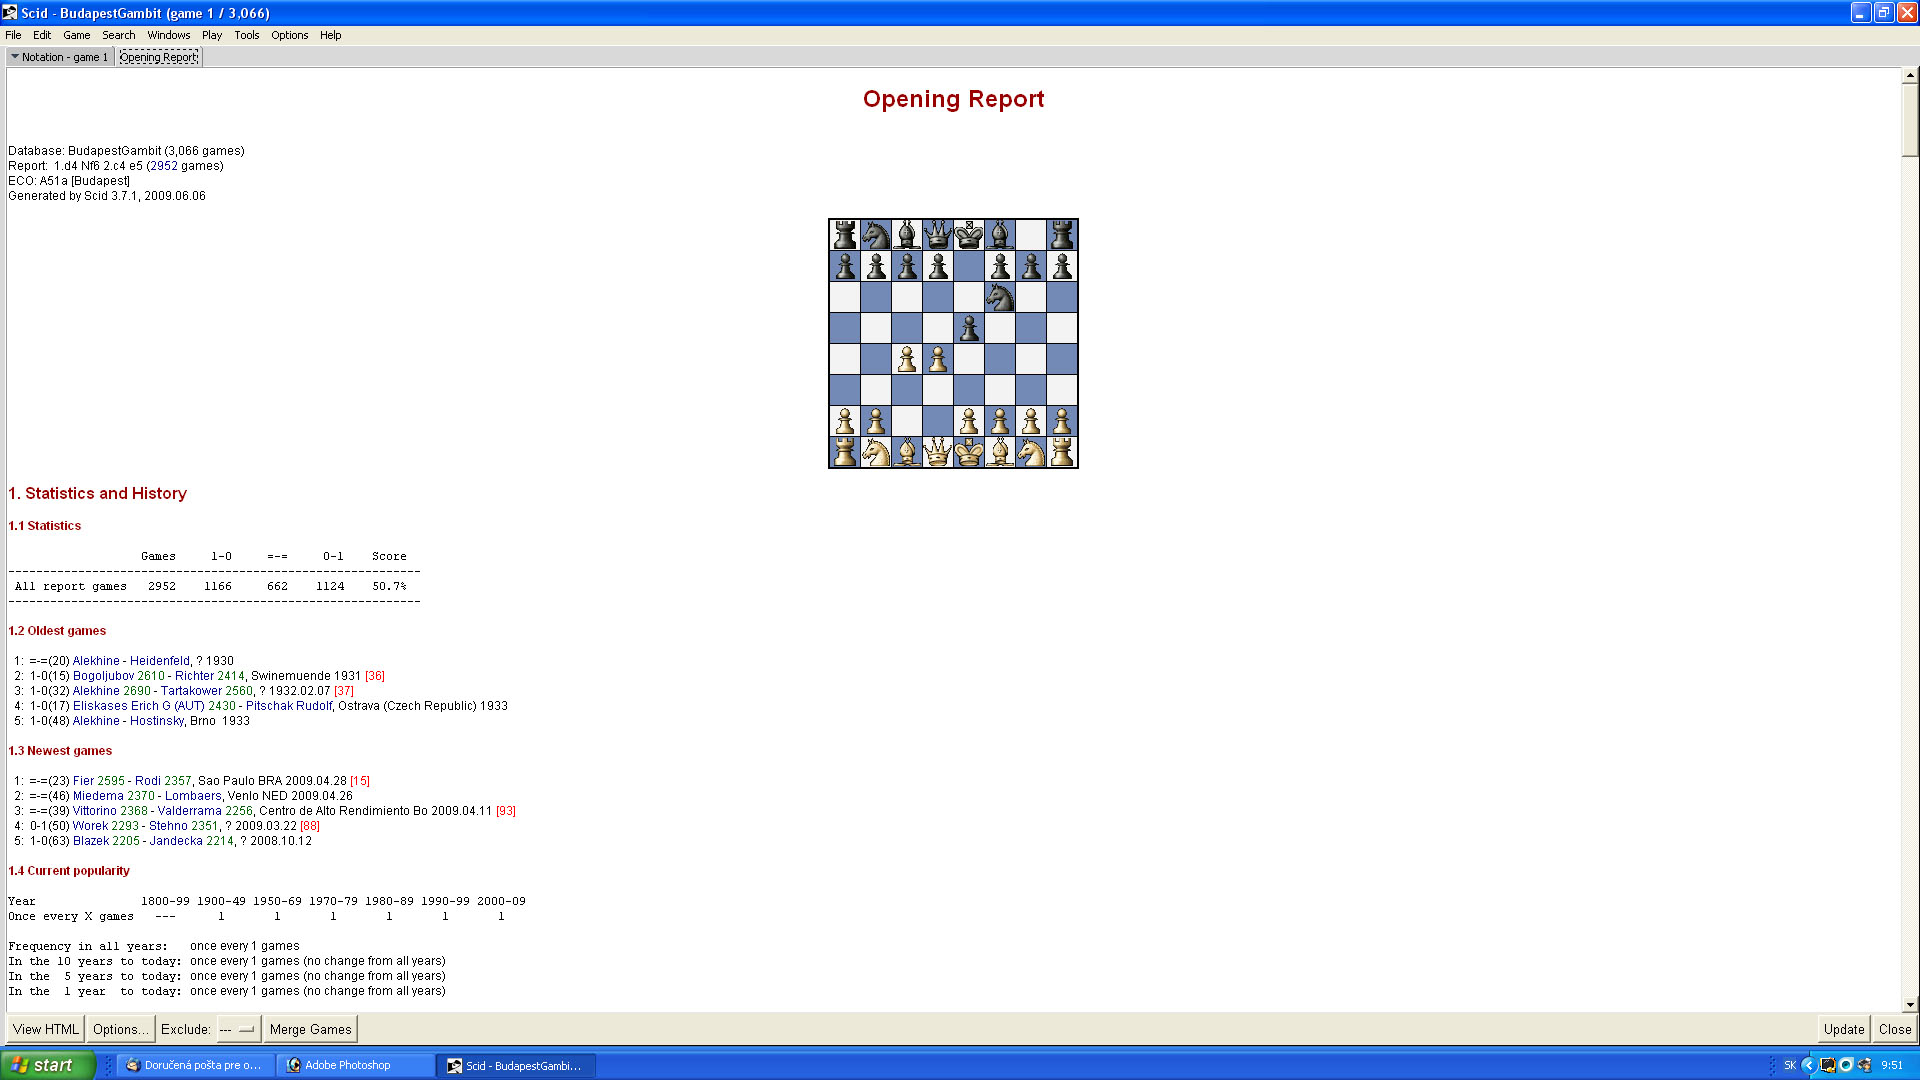 Scid - BudapestGambit (game 1 / 3,066)
File Edit Game Search Windows Play Tools Options Help
Notation - game 1 Opening Report
Opening Report
Database: BudapestGambit (3,066 games)
Report: 1.d4 Nf6 2.c4 e5 (2952 games)
ECO: A51a [Budapest]
Generated by Scid 3.7.1, 2009.06.06
1. Statistics and History
1.1 Statistics
Games 1-0 =-= 0-1 Score
------------------------------------------------------------
All report games 2952 1166 662 1124 50.7%
------------------------------------------------------------
1.2 Oldest games
1: =-=(20) Alekhine - Heidenfeld, ? 1930
2: 1-0(15) Bogoljubov 2610 - Richter 2414, Swinemuende 1931 [36]
3: 1-0(32) Alekhine 2690 - Tartakower 2560, ? 1932.02.07 [37]
4: 1-0(17) Eliskases Erich G (AUT) 2430 - Pitschak Rudolf, Ostrava (Czech Republic) 1933
5: 1-0(48) Alekhine - Hostinsky, Brno 1933
1.3 Newest games
1: =-=(23) Fier 2595 - Rodi 2357, Sao Paulo BRA 2009.04.28 [15]
2: =-=(46) Miedema 2370 - Lombaers, Venlo NED 2009.04.26
3: =-=(39) Vittorino 2368 - Valderrama 2256, Centro de Alto Rendimiento Bo 2009.04.11 [93]
4: 0-1(50) Worek 2293 - Stehno 2351, ? 2009.03.22 [88]
5: 1-0(63) Blazek 2205 - Jandecka 2214, ? 2008.10.12
1.4 Current popularity
Year 1800-99 1900-49 1950-69 1970-79 1980-89 1990-99 2000-09
Once every X games --- 1 1 1 1 1 1
Frequency in all years: once every 1 games
In the 10 years to today: once every 1 games (no change from all years)
In the 5 years to today: once every 1 games (no change from all years)
In the 1 year to today: once every 1 games (no change from all years)
View HTML Options... Exclude: --- Merge Games Update Close
start Doručená pošta pre o... Adobe Photoshop Scid - BudapestGambi... SK 9:51